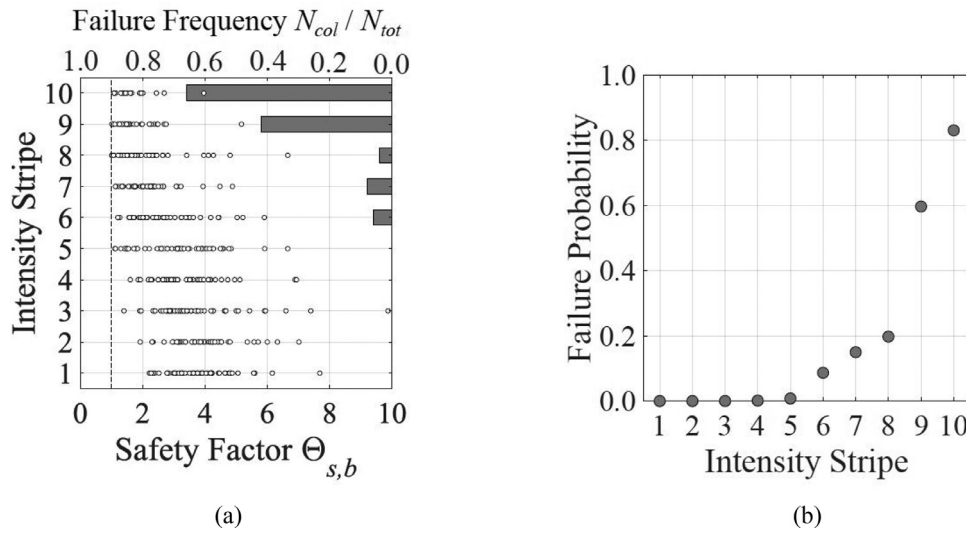 Failure Frequency N_col / N_tot
1.0 0.8 0.6 0.4 0.2 0.0
10
9
8
7
6
5
4
3
2
1
Intensity Stripe
0 2 4 6 8 10
Safety Factor Θ_s,b
(a)
1.0
0.8
0.6
0.4
0.2
0.0
Failure Probability
1 2 3 4 5 6 7 8 9 10
Intensity Stripe
(b)